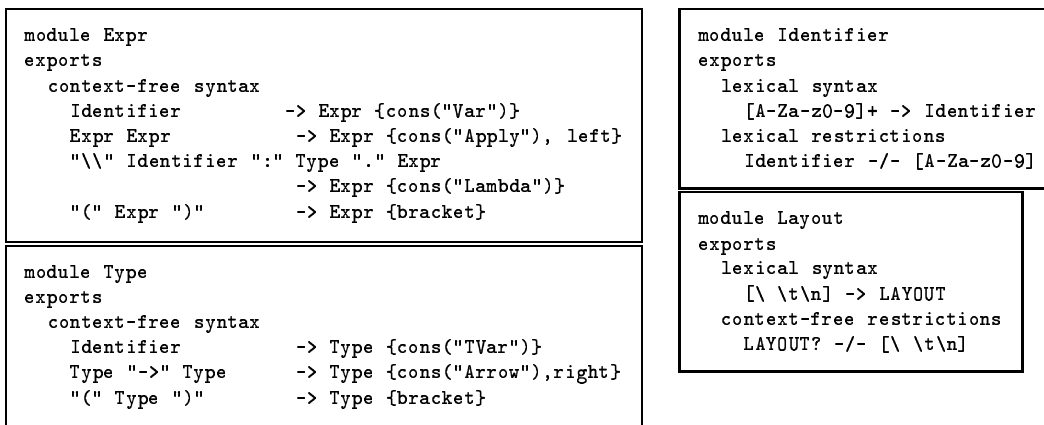 module Expr
exports
  context-free syntax
    Identifier          -> Expr {cons("Var")}
    Expr Expr            -> Expr {cons("Apply"), left}
    "\\" Identifier ":" Type "." Expr
                         -> Expr {cons("Lambda")}
    "(" Expr ")"         -> Expr {bracket}
module Type
exports
  context-free syntax
    Identifier           -> Type {cons("TVar")}
    Type "->" Type       -> Type {cons("Arrow"),right}
    "(" Type ")"         -> Type {bracket}
module Identifier
exports
  lexical syntax
    [A-Za-z0-9]+ -> Identifier
  lexical restrictions
    Identifier -/- [A-Za-z0-9]
module Layout
exports
  lexical syntax
    [\ \t\n] -> LAYOUT
  context-free restrictions
    LAYOUT? -/- [\ \t\n]